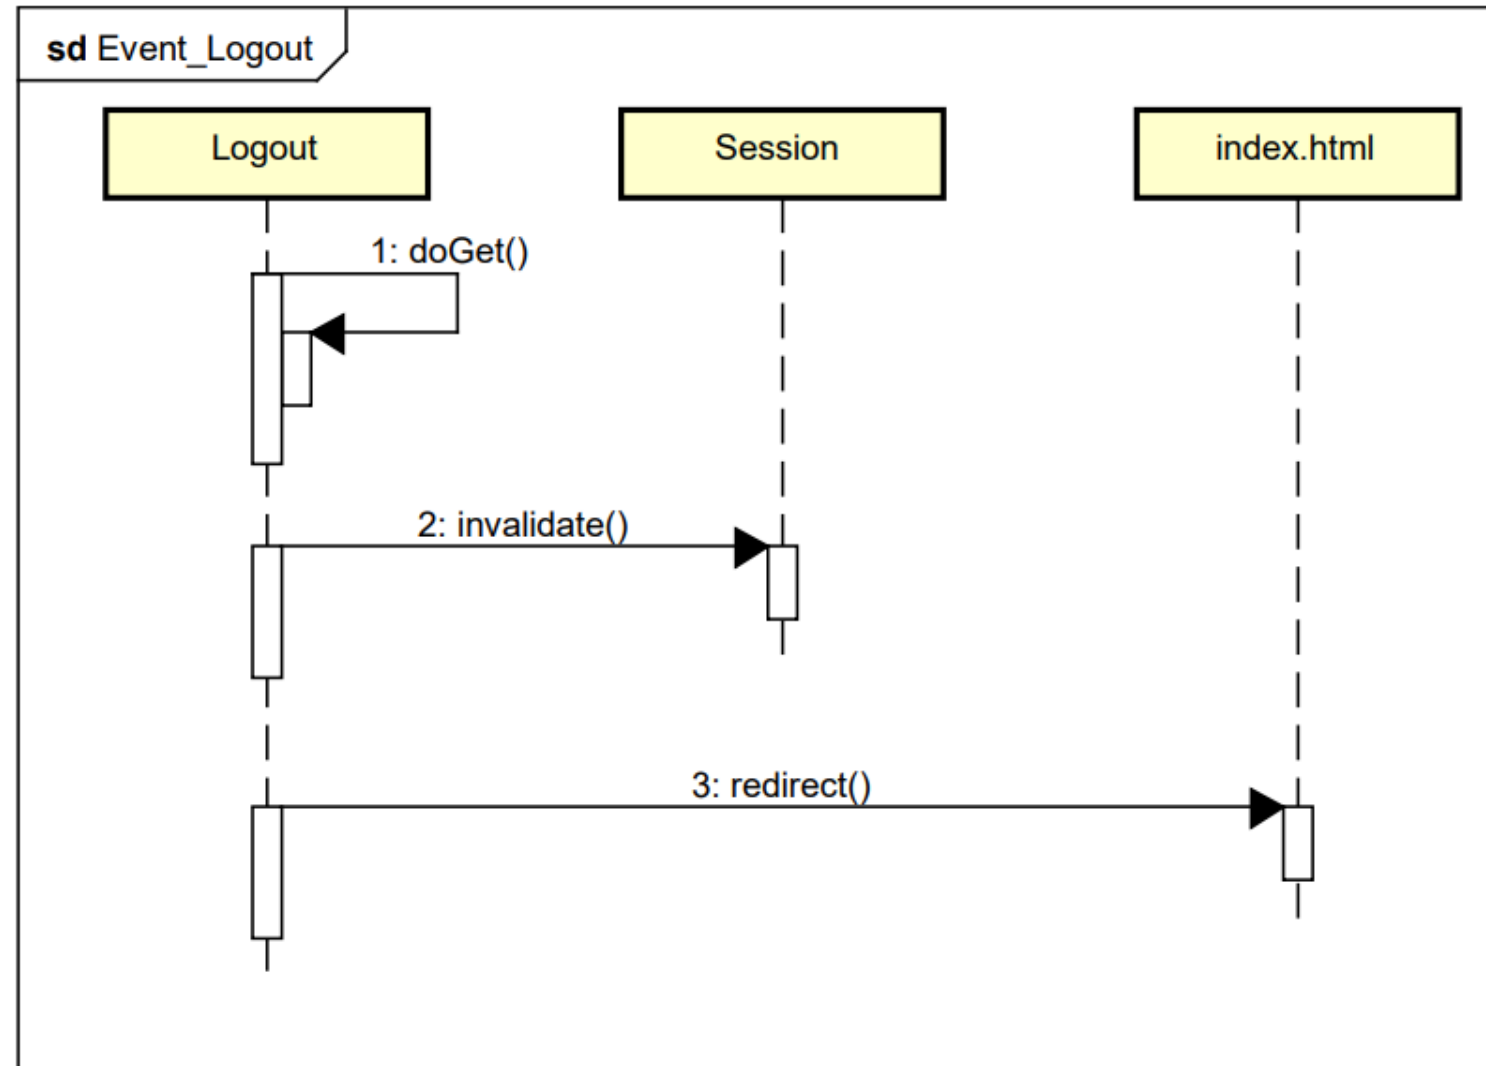 sd Event_Logout
Logout
Session
index.html
1: doGet()
2: invalidate()
3: redirect()